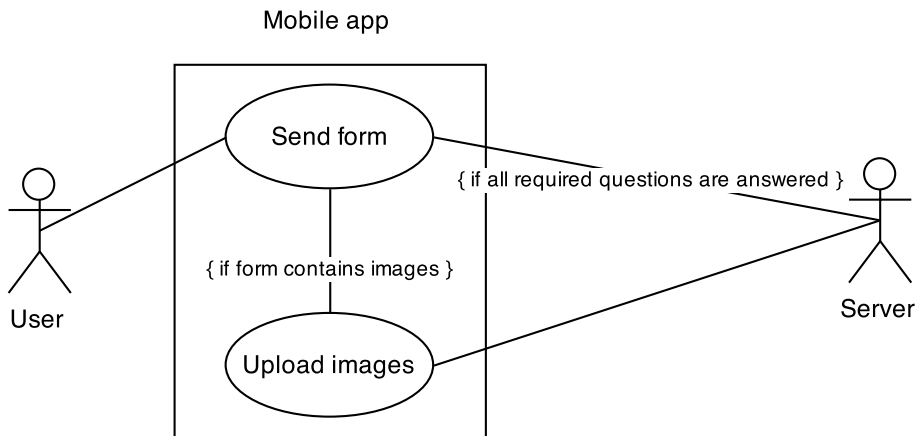 Mobile app
Send form
{ if all required questions are answered }
{ if form contains images }
User
Server
Upload images